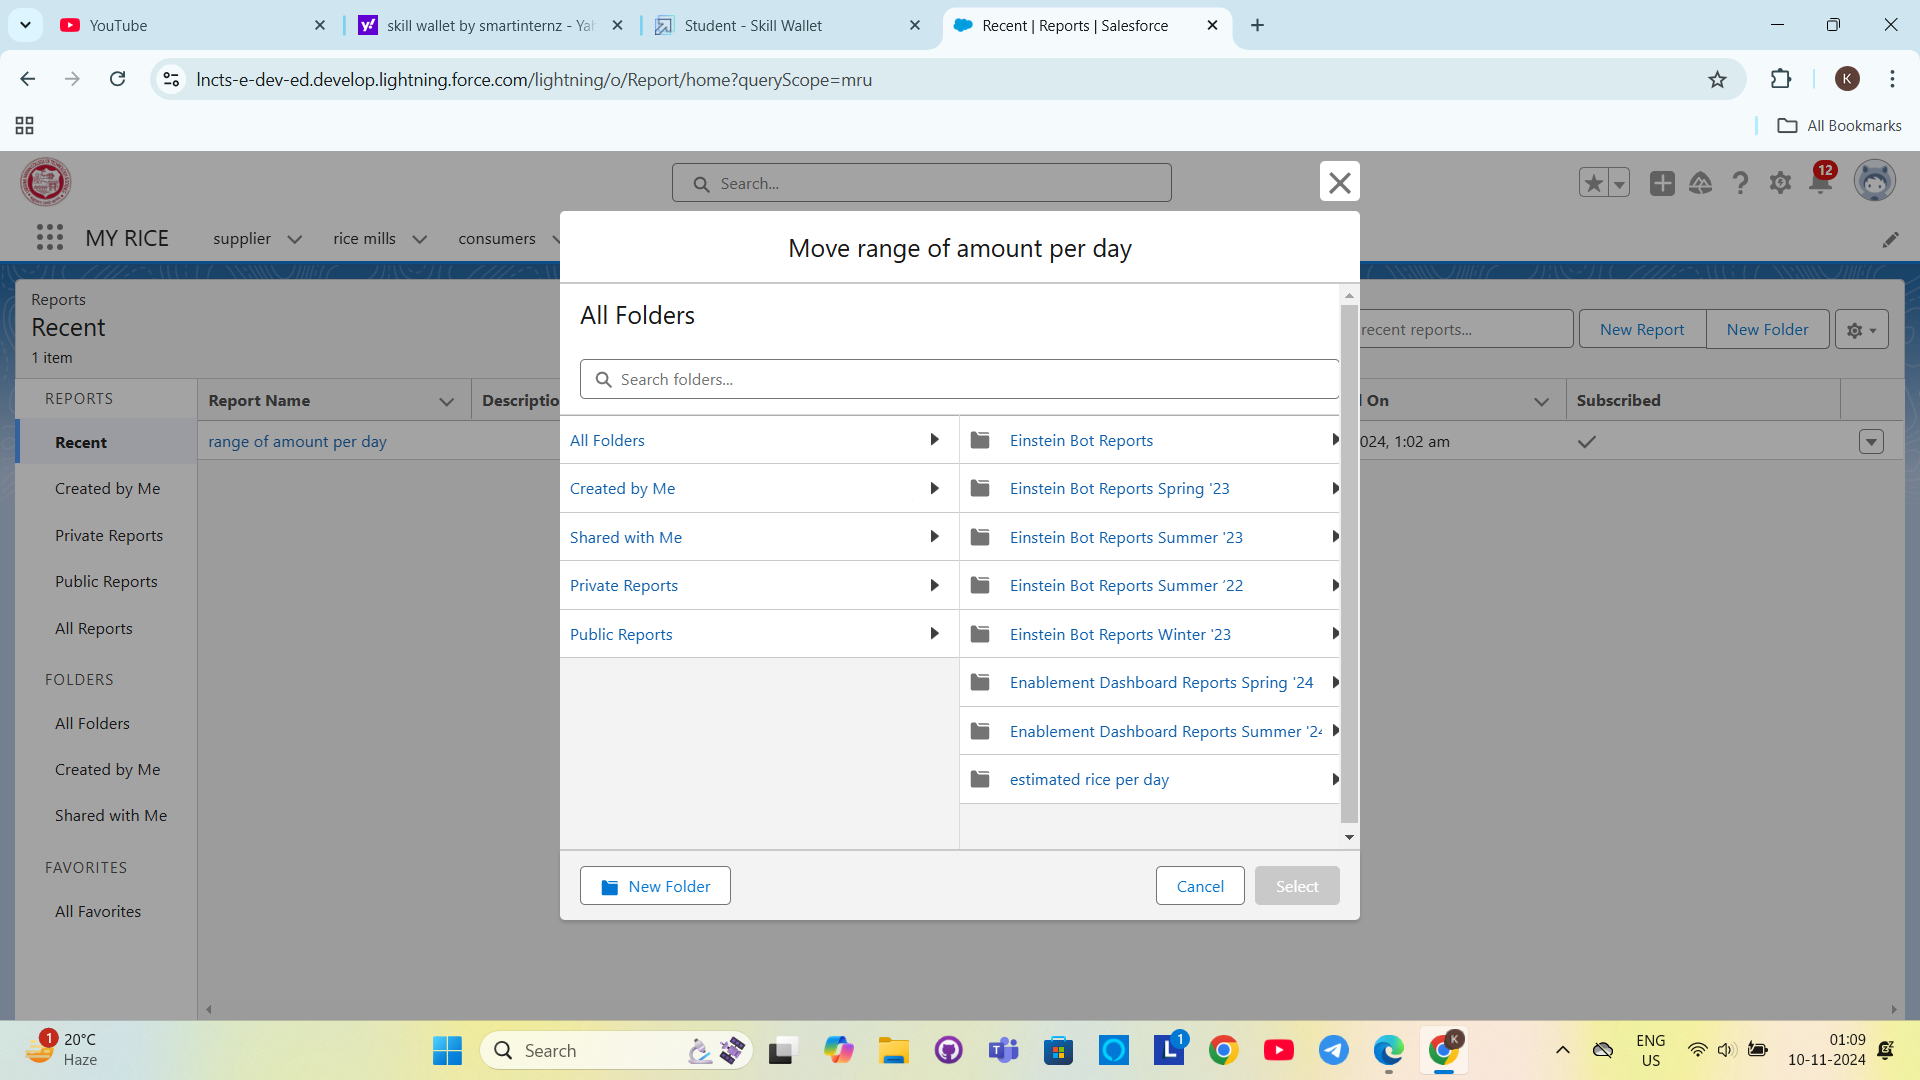 YouTube
skill wallet by smartinternz - Ya
Student - Skill Wallet
Recent | Reports | Salesforce
lncts-e-dev-ed.develop.lightning.force.com/lightning/o/Report/home?queryScope=mru
K
All Bookmarks
Search...
12
MY RICE
supplier
rice mills
consumers
Move range of amount per day
Reports
Recent
1 item
All Folders
recent reports...
New Report
New Folder
Search folders...
REPORTS
Report Name
Descriptio
On
Subscribed
Recent
range of amount per day
024, 1:02 am
Created by Me
Private Reports
Public Reports
All Reports
FOLDERS
All Folders
Created by Me
Shared with Me
FAVORITES
All Favorites
All Folders
Created by Me
Shared with Me
Private Reports
Public Reports
Einstein Bot Reports
Einstein Bot Reports Spring '23
Einstein Bot Reports Summer '23
Einstein Bot Reports Summer ‘22
Einstein Bot Reports Winter '23
Enablement Dashboard Reports Spring '24
Enablement Dashboard Reports Summer '24
estimated rice per day
New Folder
Cancel
Select
1
20°C
Haze
Search
1
K
ENG
US
01:09
10-11-2024